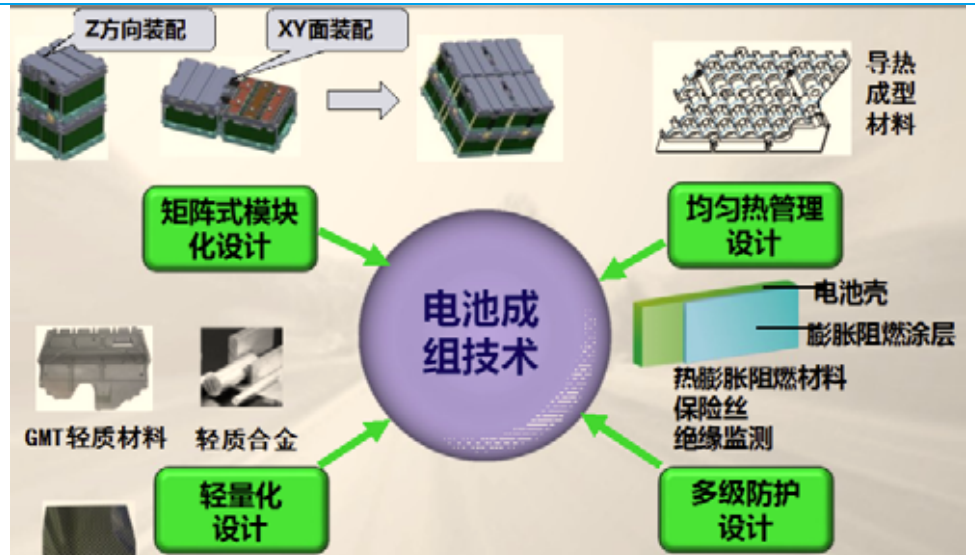 Z方向装配
XY面装配
导热
成型
材料
矩阵式模块
化设计
均匀热管理
设计
电池成
组技术
电池壳
膨胀阻燃涂层
热膨胀阻燃材料
保险丝
绝缘监测
GMT轻质材料
轻质合金
轻量化
设计
多级防护
设计